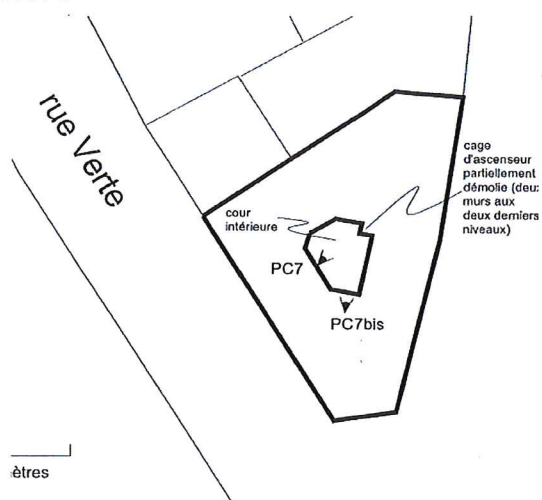 rue Verte
cage
d'ascenseur
partiellement
démolie (deu
murs aux
deux derniers
niveaux)
cour
intérieure
PC7
PC7bis
ètres